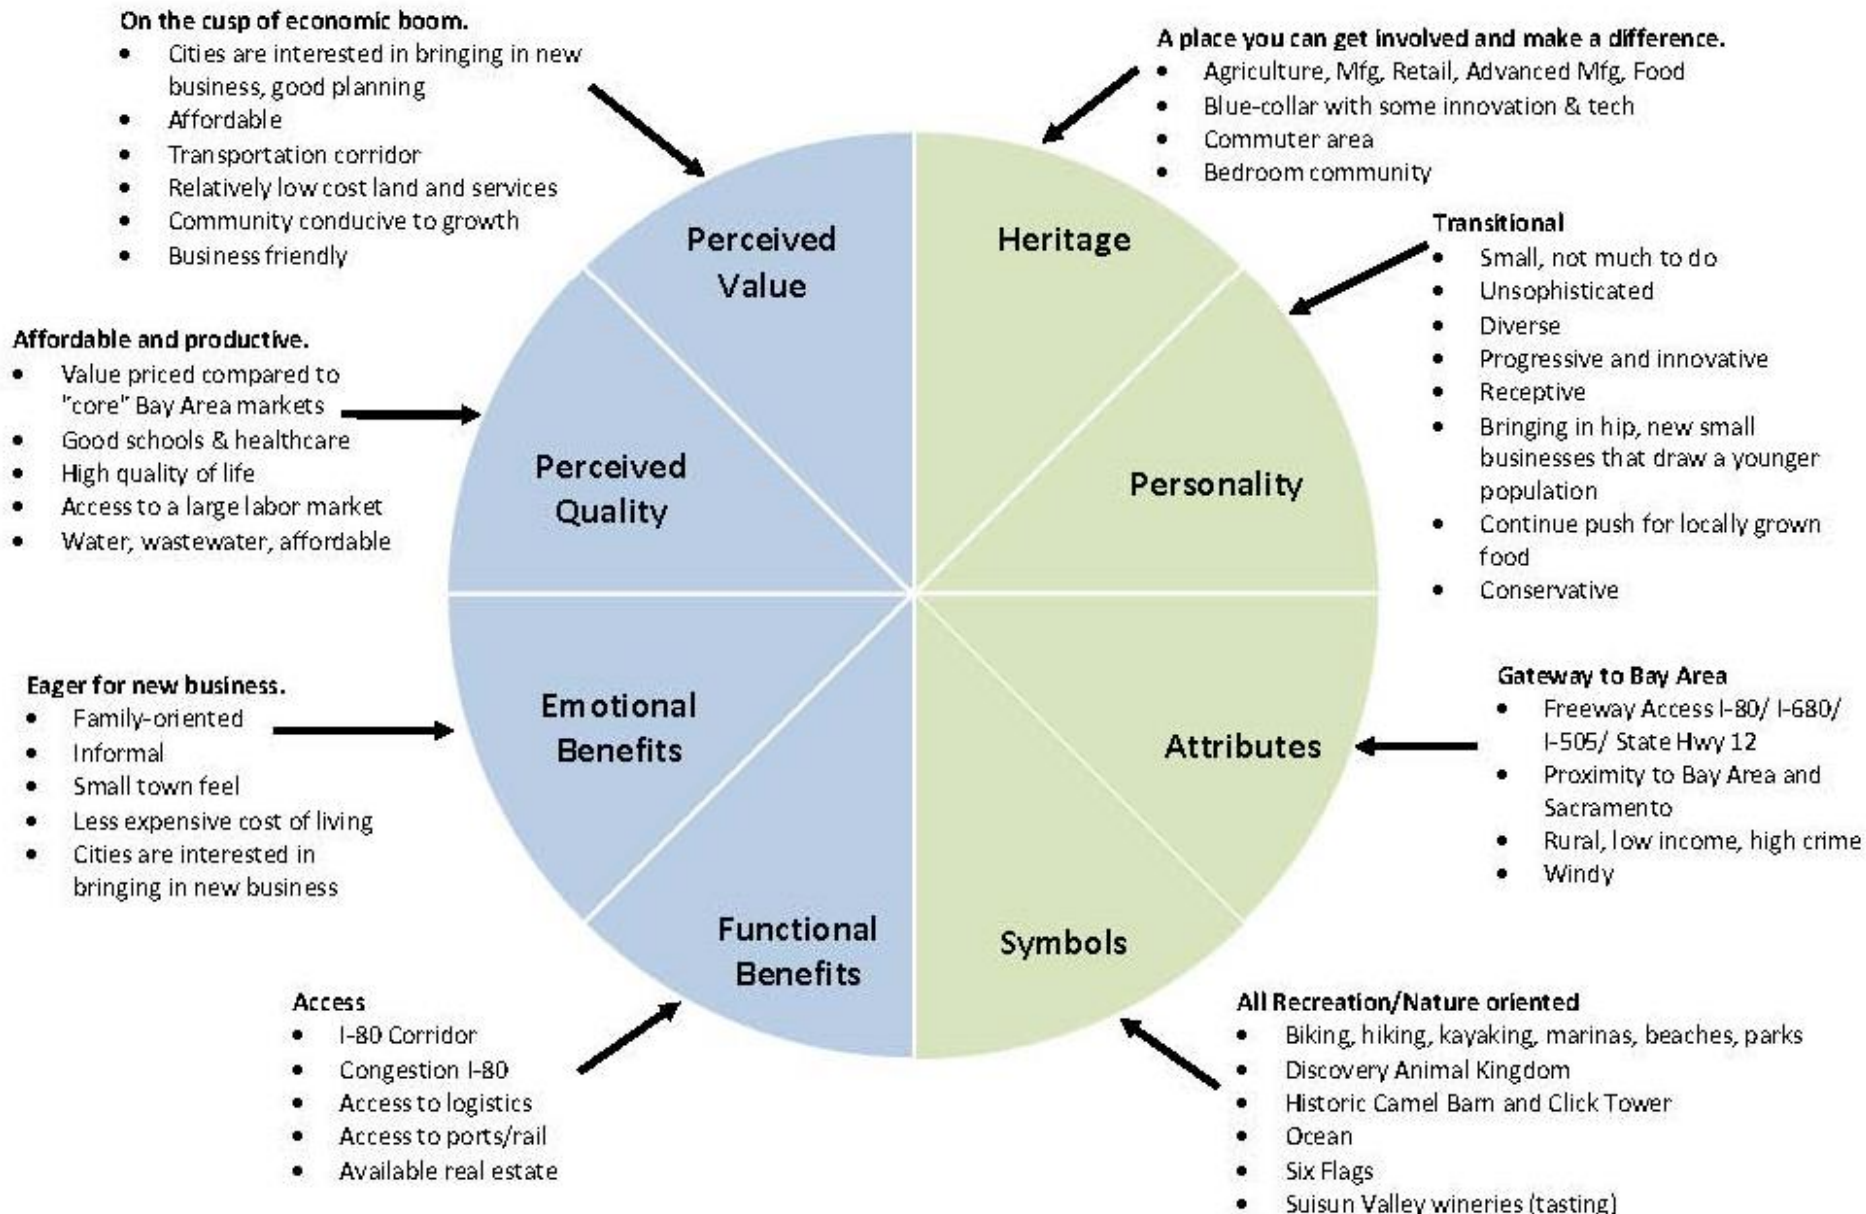 On the cusp of economic boom.
• Cities are interested in bringing in new
business, good planning
• Affordable
• Transportation corridor
• Relatively low cost land and services
• Community conducive to growth
• Business friendly
A place you can get involved and make a difference.
• Agriculture, Mfg, Retail, Advanced Mfg, Food
• Blue-collar with some innovation & tech
• Commuter area
• Bedroom community
Transitional
• Small, not much to do
• Unsophisticated
• Diverse
• Progressive and innovative
• Receptive
• Bringing in hip, new small
businesses that draw a younger
population
• Continue push for locally grown
food
• Conservative
Affordable and productive.
• Value priced compared to
"core" Bay Area markets
• Good schools & healthcare
• High quality of life
• Access to a large labor market
• Water, wastewater, affordable
Perceived
Value
Heritage
Perceived
Quality
Personality
Emotional
Benefits
Attributes
Functional
Benefits
Symbols
Eager for new business.
• Family-oriented
• Informal
• Small town feel
• Less expensive cost of living
• Cities are interested in
bringing in new business
Gateway to Bay Area
• Freeway Access I-80/ I-680/
I-505/ State Hwy 12
• Proximity to Bay Area and
Sacramento
• Rural, low income, high crime
• Windy
Access
• I-80 Corridor
• Congestion I-80
• Access to logistics
• Access to ports/rail
• Available real estate
All Recreation/Nature oriented
• Biking, hiking, kayaking, marinas, beaches, parks
• Discovery Animal Kingdom
• Historic Camel Barn and Click Tower
• Ocean
• Six Flags
• Suisun Valley wineries (tasting)